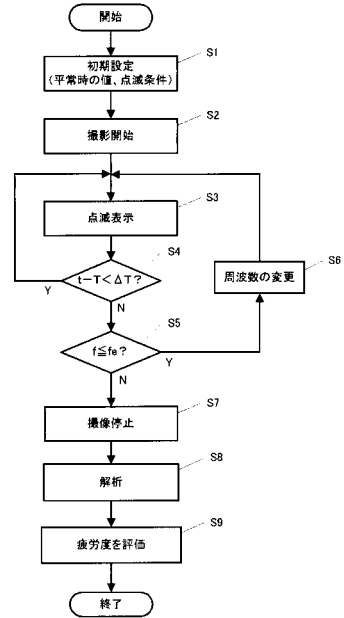 開始
S1
初期設定
(平常時の値、点滅条件)
S2
撮影開始
S3
点滅表示
S4
t-T<ΔT?
Y
N
S6
周波数の変更
S5
f≦fe?
Y
N
S7
撮像停止
S8
解析
S9
疲労度を評価
終了